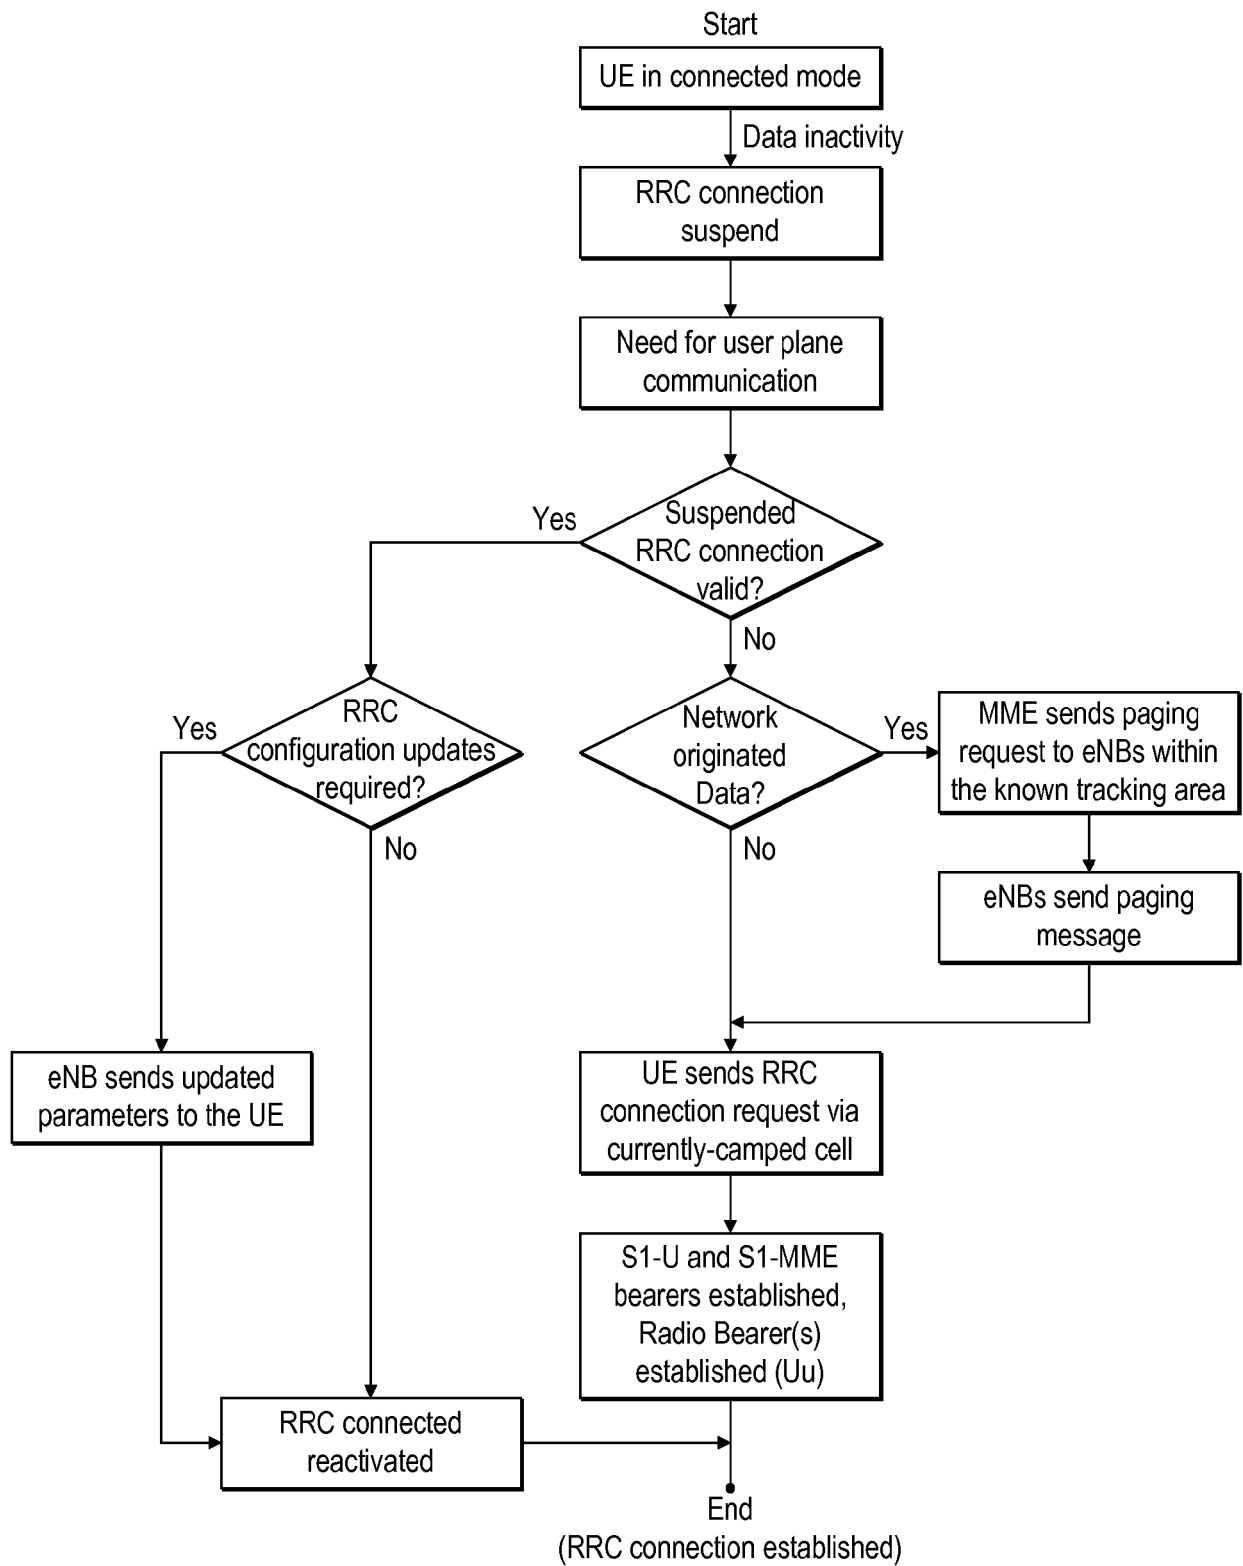 Start
UE in connected mode
Data inactivity
RRC connection
suspend
Need for user plane
communication
Suspended
RRC connection
valid?
Yes
No
RRC
configuration updates
required?
Yes
No
Network
originated
Data?
Yes
No
MME sends paging
request to eNBs within
the known tracking area
eNBs send paging
message
eNB sends updated
parameters to the UE
UE sends RRC
connection request via
currently-camped cell
S1-U and S1-MME
bearers established,
Radio Bearer(s)
established (Uu)
RRC connected
reactivated
End
(RRC connection established)